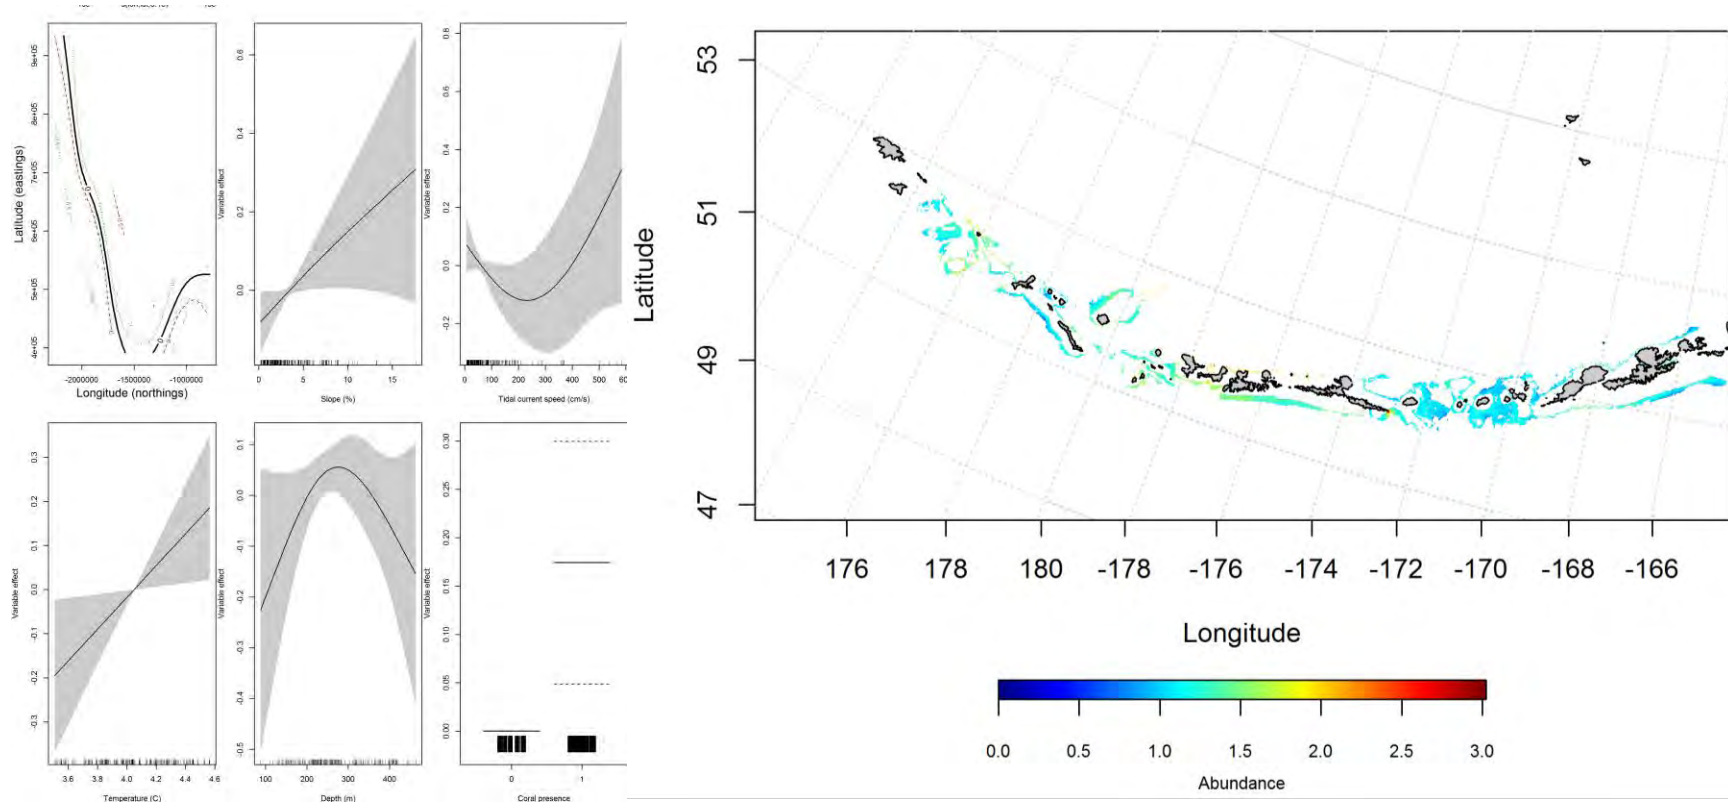 9e+05
8e+05
7e+05
6e+05
5e+05
4e+05
Latitude (eastings)
-2000000 -1500000 -1000000
Longitude (northings)
0.6
0.4
0.2
0.0
Variable effect
0 5 10 15
Slope (%)
0.8
0.6
0.4
0.2
0.0
-0.2
Variable effect
0 100 200 300 400 500
Tidal current speed (cm/s)
0.3
0.2
0.1
0.0
-0.1
-0.2
-0.3
Variable effect
3.6 3.8 4.0 4.2 4.4 4.6
Temperature (C)
0.1
0.0
-0.1
-0.2
-0.3
-0.4
-0.5
Variable effect
100 200 300 400
Depth (m)
0.30
0.25
0.20
0.15
0.10
0.05
0.00
Variable effect
0 1
Coral presence
53
51
49
47
Latitude
176 178 180 -178 -176 -174 -172 -170 -168 -166
Longitude
0.0 0.5 1.0 1.5 2.0 2.5 3.0
Abundance